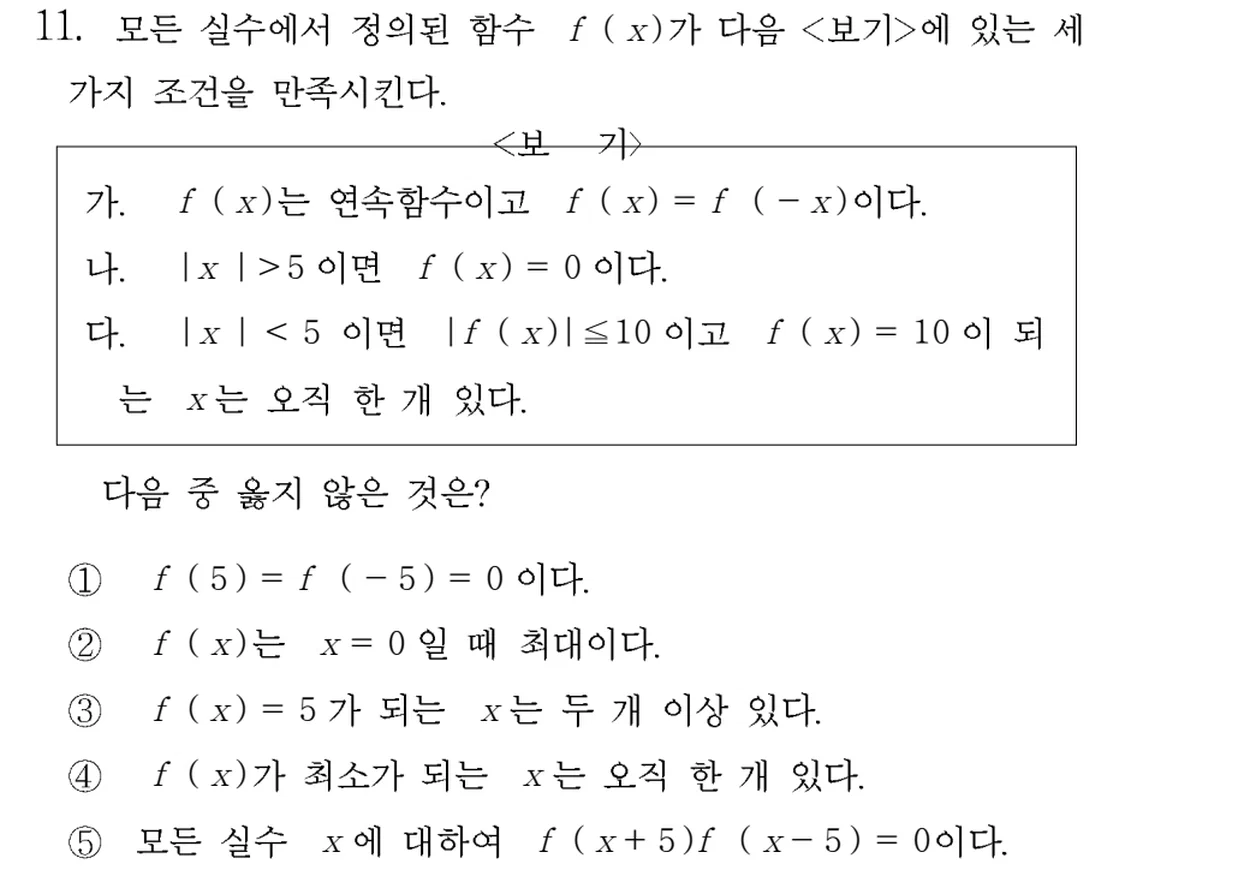 11. 모든 실수에서 정의된 함수 f(x)가 다음 <보기>에 있는 세
가지 조건을 만족시킨다.
<보 기>
가. f(x)는 연속함수이고 f(x)=f(-x)이다.
나. |x|>5이면 f(x)=0이다.
다. |x|<5 이면 |f(x)|≦10이고 f(x)=10이 되
는 x는 오직 한 개 있다.
다음 중 옳지 않은 것은?
① f(5)=f(-5)=0이다.
② f(x)는 x=0일 때 최대이다.
③ f(x)=5가 되는 x는 두 개 이상 있다.
④ f(x)가 최소가 되는 x는 오직 한 개 있다.
⑤ 모든 실수 x에 대하여 f(x+5)f(x-5)=0이다.